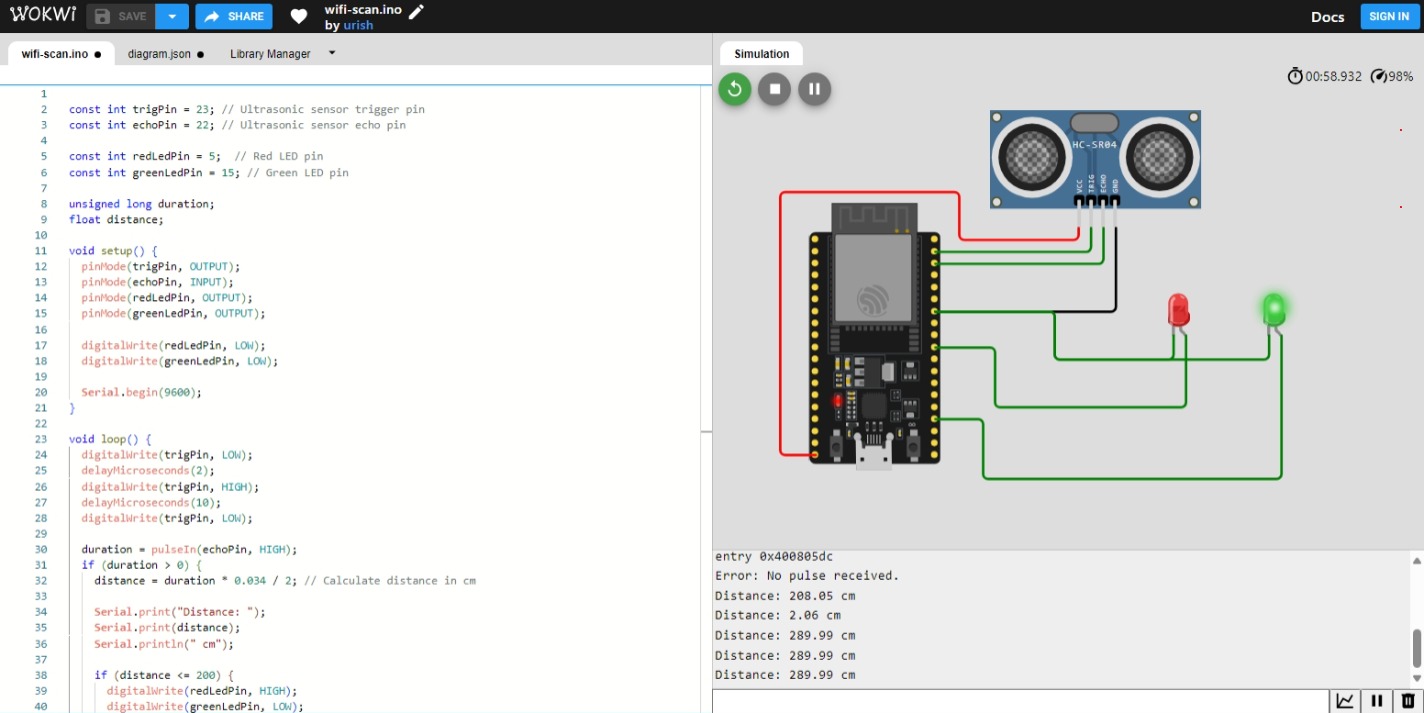 WOKWI
SAVE
SHARE
wifi-scan.ino
by urish
Docs
SIGN IN
wifi-scan.ino
diagram.json
Library Manager
1
2 const int trigPin = 23; // Ultrasonic sensor trigger pin
3 const int echoPin = 22; // Ultrasonic sensor echo pin
4
5 const int redLedPin = 5;  // Red LED pin
6 const int greenLedPin = 15; // Green LED pin
7
8 unsigned long duration;
9 float distance;
10
11 void setup() {
12   pinMode(trigPin, OUTPUT);
13   pinMode(echoPin, INPUT);
14   pinMode(redLedPin, OUTPUT);
15   pinMode(greenLedPin, OUTPUT);
16
17   digitalWrite(redLedPin, LOW);
18   digitalWrite(greenLedPin, LOW);
19
20   Serial.begin(9600);
21 }
22
23 void loop() {
24   digitalWrite(trigPin, LOW);
25   delayMicroseconds(2);
26   digitalWrite(trigPin, HIGH);
27   delayMicroseconds(10);
28   digitalWrite(trigPin, LOW);
29
30   duration = pulseIn(echoPin, HIGH);
31   if (duration > 0) {
32     distance = duration * 0.034 / 2; // Calculate distance in cm
33
34     Serial.print("Distance: ");
35     Serial.print(distance);
36     Serial.println(" cm");
37
38     if (distance <= 200) {
39       digitalWrite(redLedPin, HIGH);
40       digitalWrite(greenLedPin, LOW);
Simulation
00:58.932 98%
HC-SR04
VCC
TRIG
ECHO
GND
entry 0x400805dc
Error: No pulse received.
Distance: 208.05 cm
Distance: 2.06 cm
Distance: 289.99 cm
Distance: 289.99 cm
Distance: 289.99 cm